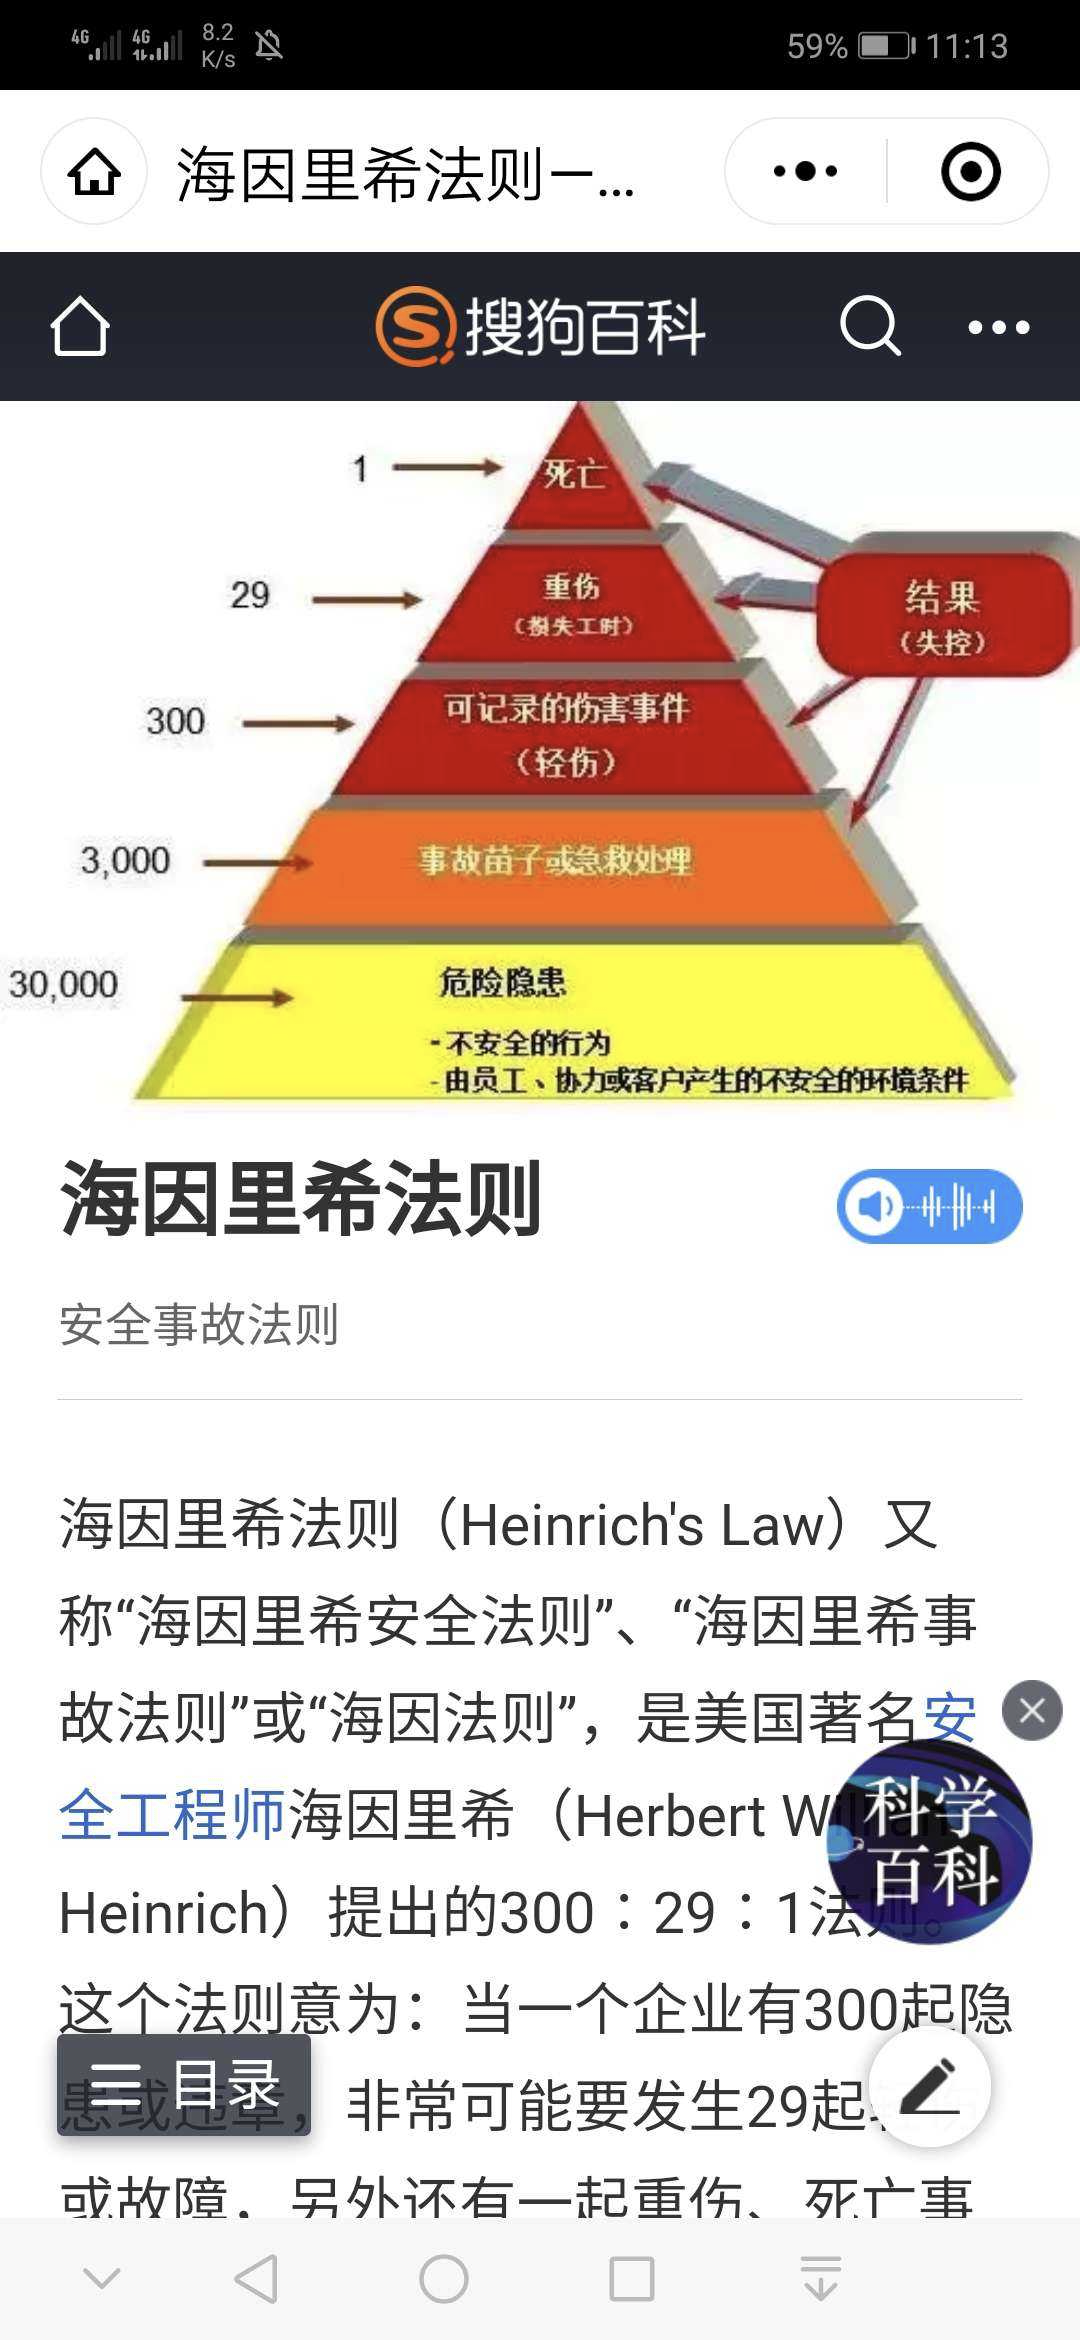 4G 4G 8.2 K/s 59% 11:13
海因里希法则—...
搜狗百科
1 死亡
29 重伤
（损失工时）
结果
（失控）
300 可记录的伤害事件
（轻伤）
3,000 事故苗子或急救处理
30,000 危险隐患
- 不安全的行为
- 由员工、协力或客户产生的不安全的环境条件
海因里希法则
安全事故法则
海因里希法则（Heinrich's Law）又
称“海因里希安全法则”、“海因里希事
故法则”或“海因法则”，是美国著名安
全工程师海因里希（Herbert
科学
百科
Heinrich）提出的300：29：1法则。
这个法则意为：当一个企业有300起隐
患或违章，非常可能要发生29起
目录
或故障，另外还有一起重伤、死亡事